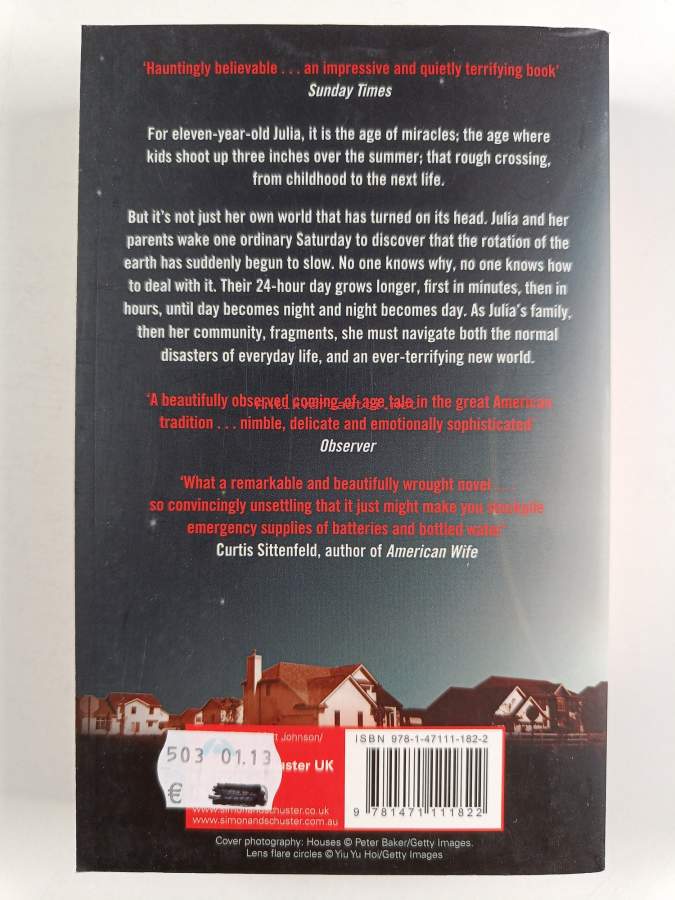 'Hauntingly believable . . . an impressive and quietly terrifying book'
Sunday Times
For eleven-year-old Julia, it is the age of miracles; the age where
kids shoot up three inches over the summer; that rough crossing,
from childhood to the next life.
But it's not just her own world that has turned on its head. Julia and her
parents wake one ordinary Saturday to discover that the rotation of the
earth has suddenly begun to slow. No one knows why, no one knows how
to deal with it. Their 24-hour day grows longer, first in minutes, then in
hours, until day becomes night and night becomes day. As Julia's family,
then her community, fragments, she must navigate both the normal
disasters of everyday life, and an ever-terrifying new world.
'A beautifully observed coming-of-age tale in the great American
tradition . . . nimble, delicate and emotionally sophisticated'
Observer
'What a remarkable and beautifully wrought novel . . .
so convincingly unsettling that it just might make you stockpile
emergency supplies of batteries and bottled water'
Curtis Sittenfeld, author of American Wife
Johnson/
UK
503 01.13
€
www.simonandschuster.co.uk
www.simonandschuster.com.au
ISBN 978-1-47111-182-2
9 781471 111822
Cover photography: Houses © Peter Baker/Getty Images.
Lens flare circles © Yiu Yu Hoi/Getty Images